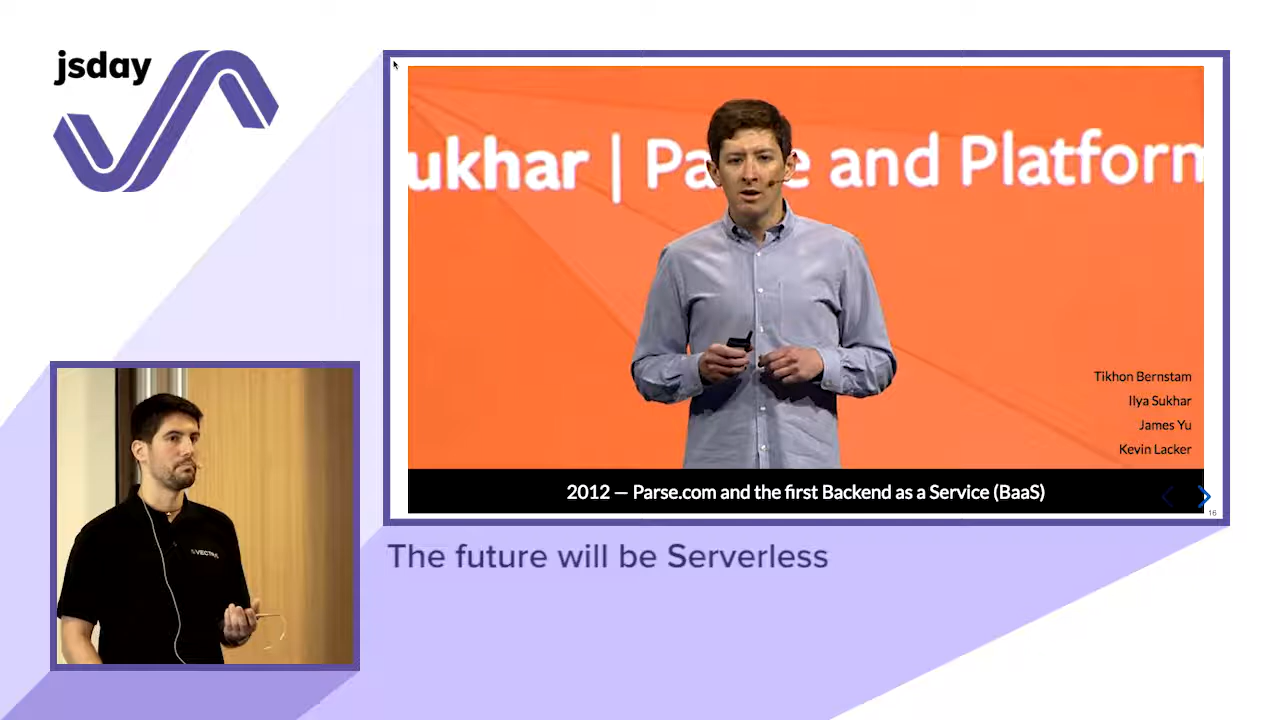 jsday
ukhar | Pa e and Platform
Tikhon Bernstam
Ilya Sukhar
James Yu
Kevin Lacker
2012 — Parse.com and the first Backend as a Service (BaaS)
16
The future will be Serverless